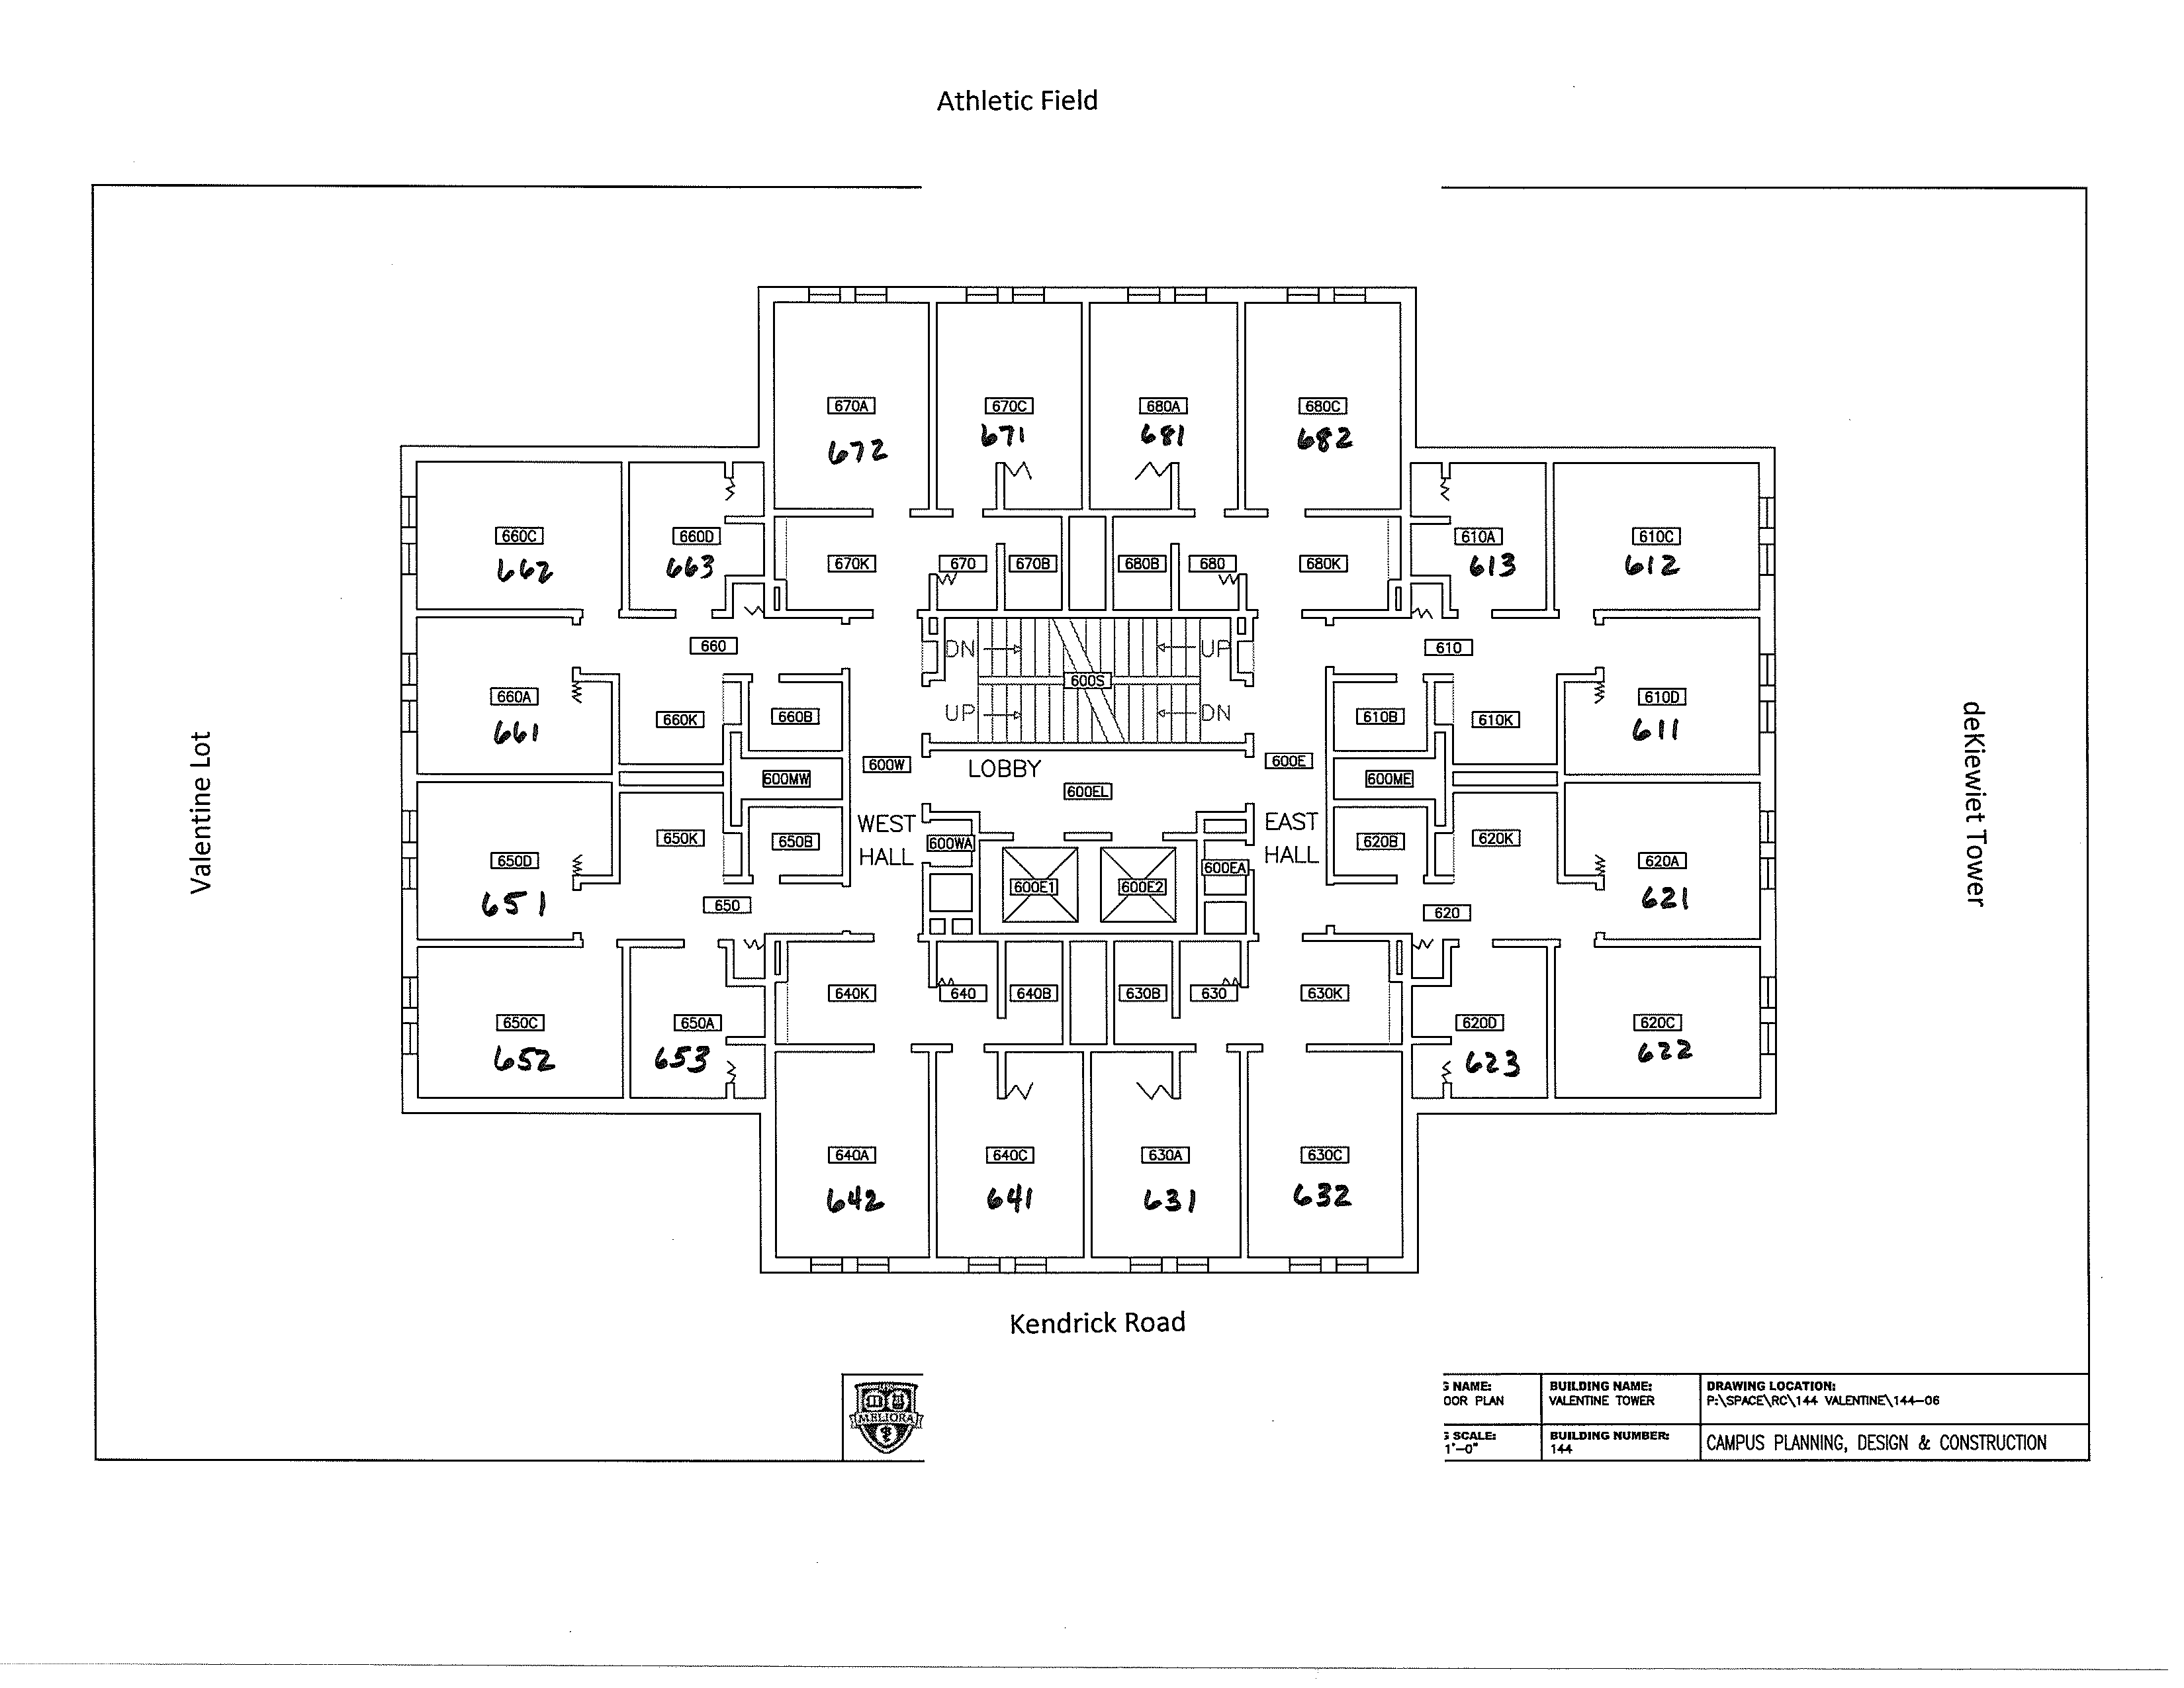 Athletic Field
670A
670C
680A
680C
672
671
681
682
660C
660D
610A
610C
662
663
613
612
670K
670
670B
680B
680
680K
660
610
DN
UP
600S
660A
610D
661
611
660K
660B
UP
DN
610B
610K
Valentine Lot
deKiewiet Tower
600W
LOBBY
600E
600MW
600EL
600ME
WEST
HALL
EAST
HALL
650K
650B
600WA
620B
620K
650D
600E1
600E2
600EA
620A
651
621
650
620
640K
640
640B
630B
630
630K
650C
650A
620D
620C
652
653
623
622
640A
640C
630A
630C
642
641
631
632
Kendrick Road
MELIORA
G NAME:
OOR PLAN
BUILDING NAME:
VALENTINE TOWER
DRAWING LOCATION:
P:\SPACE\RC\144 VALENTINE\144-06
G SCALE:
1'-0"
BUILDING NUMBER:
144
CAMPUS PLANNING, DESIGN & CONSTRUCTION